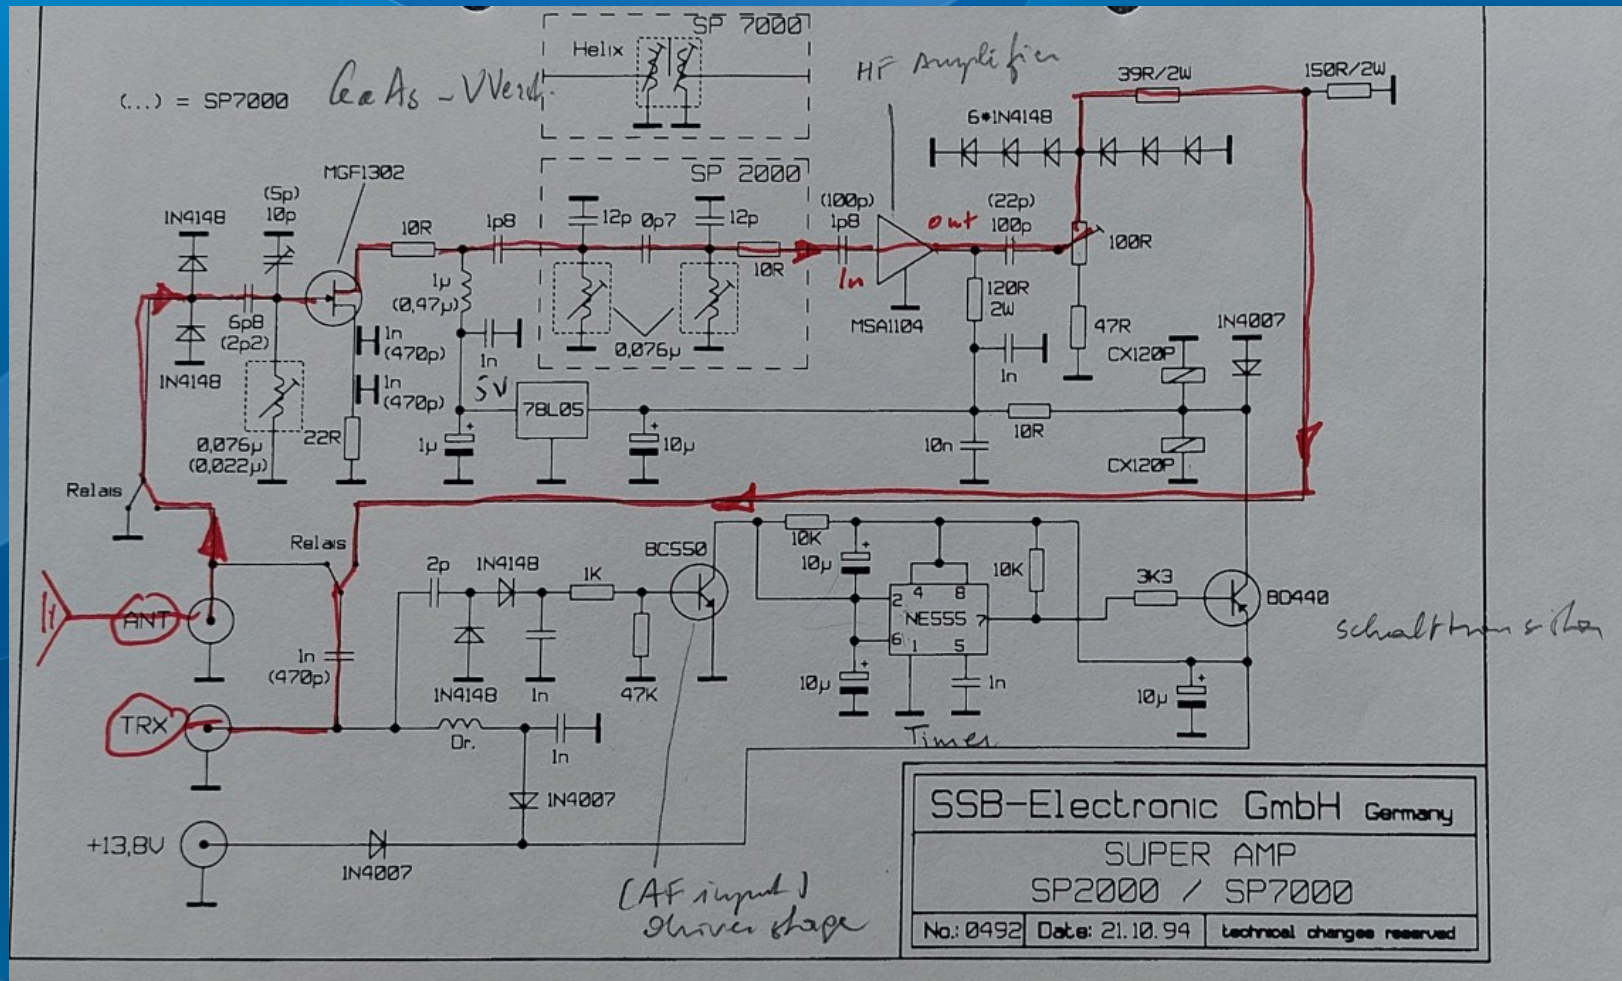 SP 7000
Helix
HF Amplifier
39R/2W
150R/2W
(...) = SP7000
GaAs -
6*1N4148
MGF1302
SP 2000
(5p)
10p
1N4148
10R
1p8
12p
0p7
12p
(100p)
1p8
out
(22p)
100p
100R
10R
In
1µ
(0,47µ)
120R
2W
MSA1104
6p8
(2p2)
1n
(470p)
1n
0,076µ
47R
1N4007
CX120P
1N4148
1n
(470p)
5V
1n
78L05
0,076µ
(0,022µ)
22R
1µ
10µ
10n
10R
CX120P
Relais
Relais
BC550
10K
2p
1N4148
1K
10µ
10K
3K3
4 8
2
NE555 7
6
1 5
BD440
ANT
1n
(470p)
1N4148
1n
47K
10µ
1n
10µ
TRX
Dr.
1n
Timer
1N4007
+13,8V
1N4007
(AF input)
driver stage
SSB-Electronic GmbH Germany
SUPER AMP
SP2000 / SP7000
No.: 0492 Date: 21.10.94 technical changes reserved